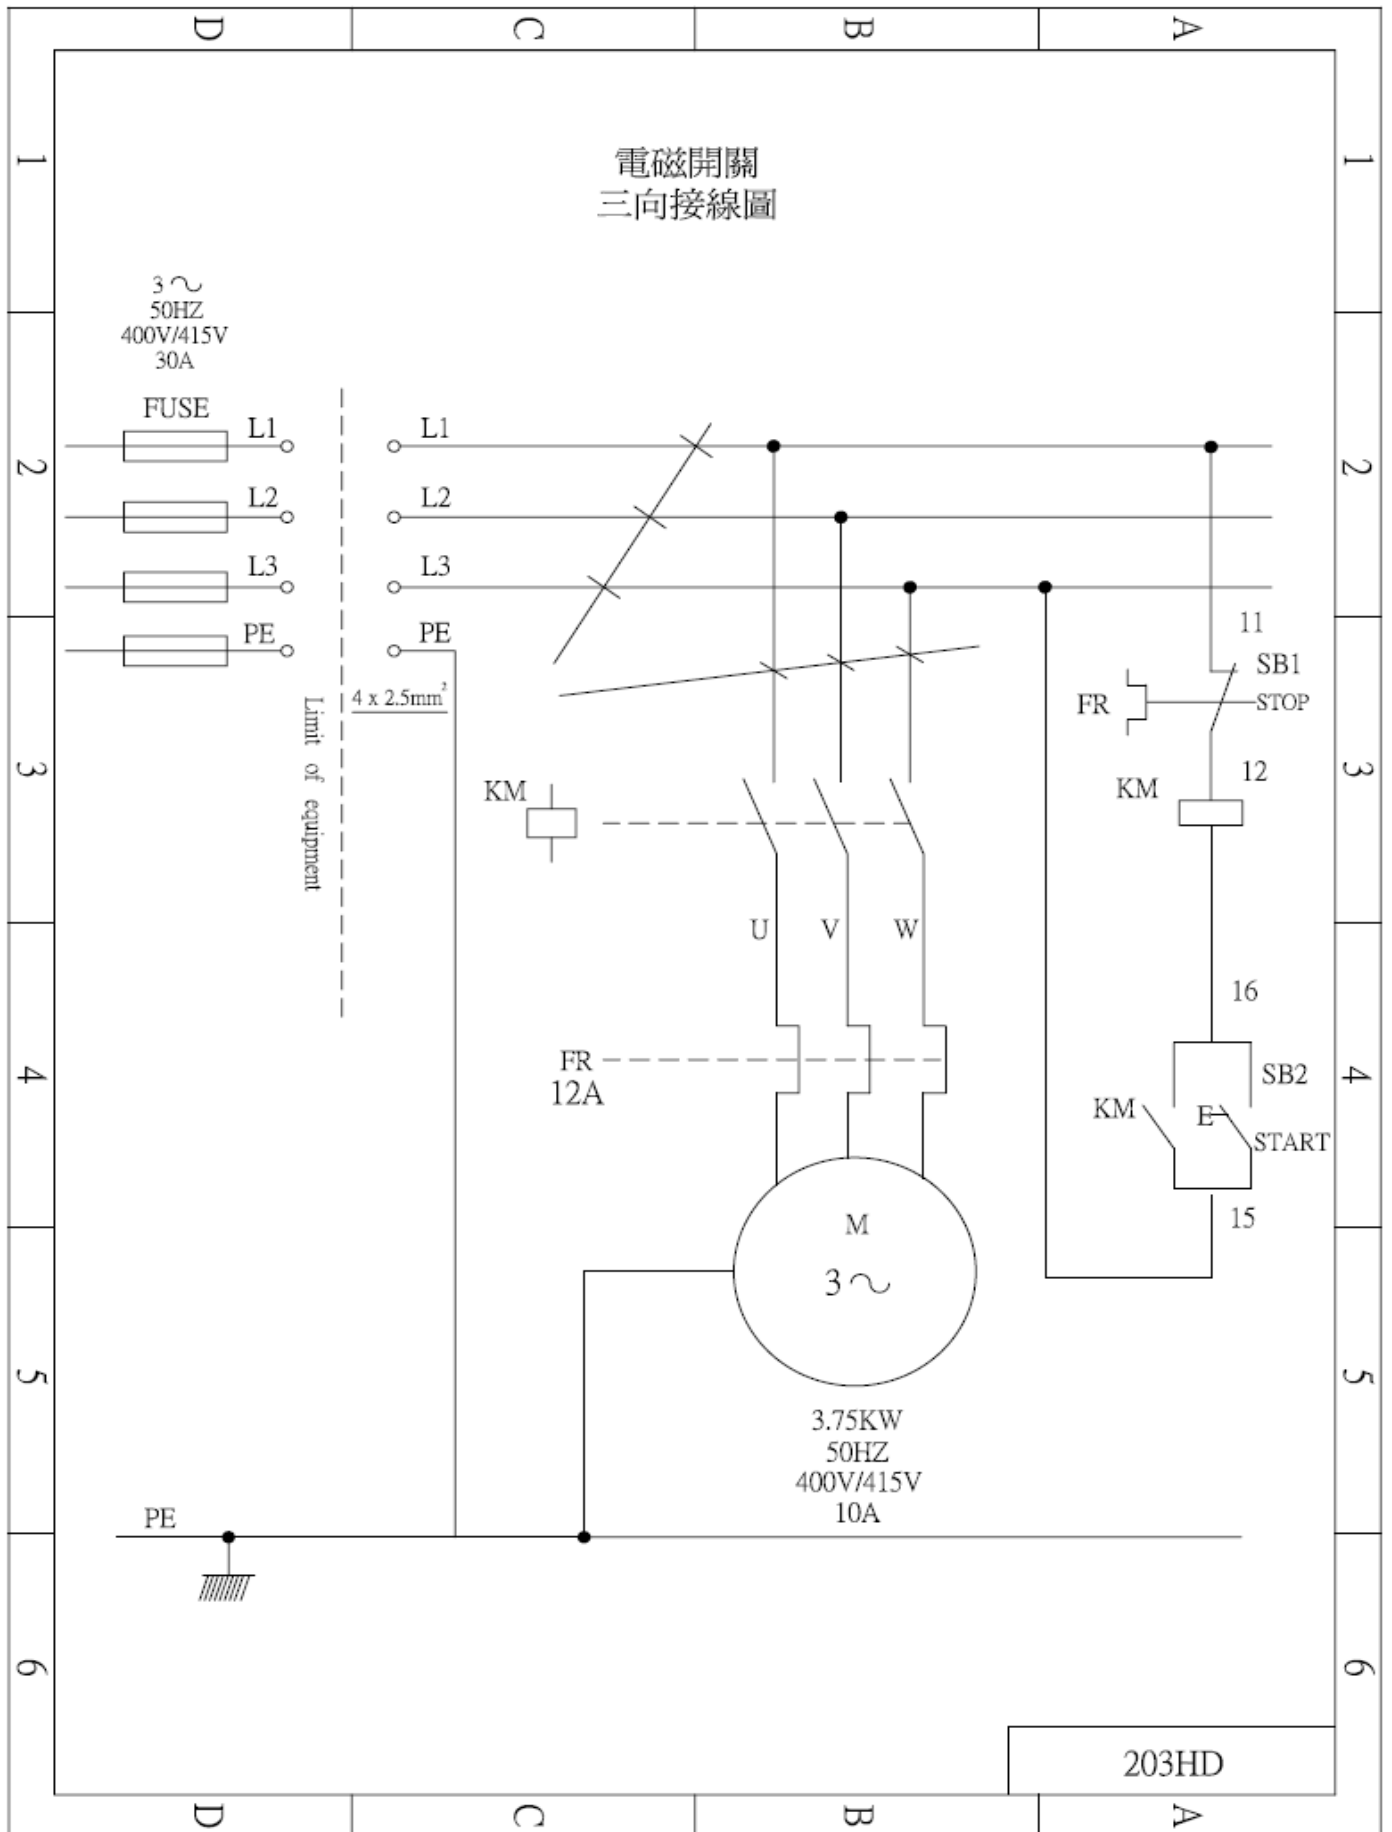 D
C
B
A
1
1
電磁開關
三向接線圖
3
50HZ
400V/415V
30A
FUSE
L1
L1
2
2
L2
L2
L3
L3
PE
PE
11
SB1
4 x 2.5mm²
FR
STOP
Limit of equipment
3
3
12
KM
KM
U
V
W
16
FR
12A
4
4
SB2
KM
E
START
15
M
3
5
5
3.75KW
50HZ
400V/415V
10A
PE
6
6
203HD
D
C
B
A